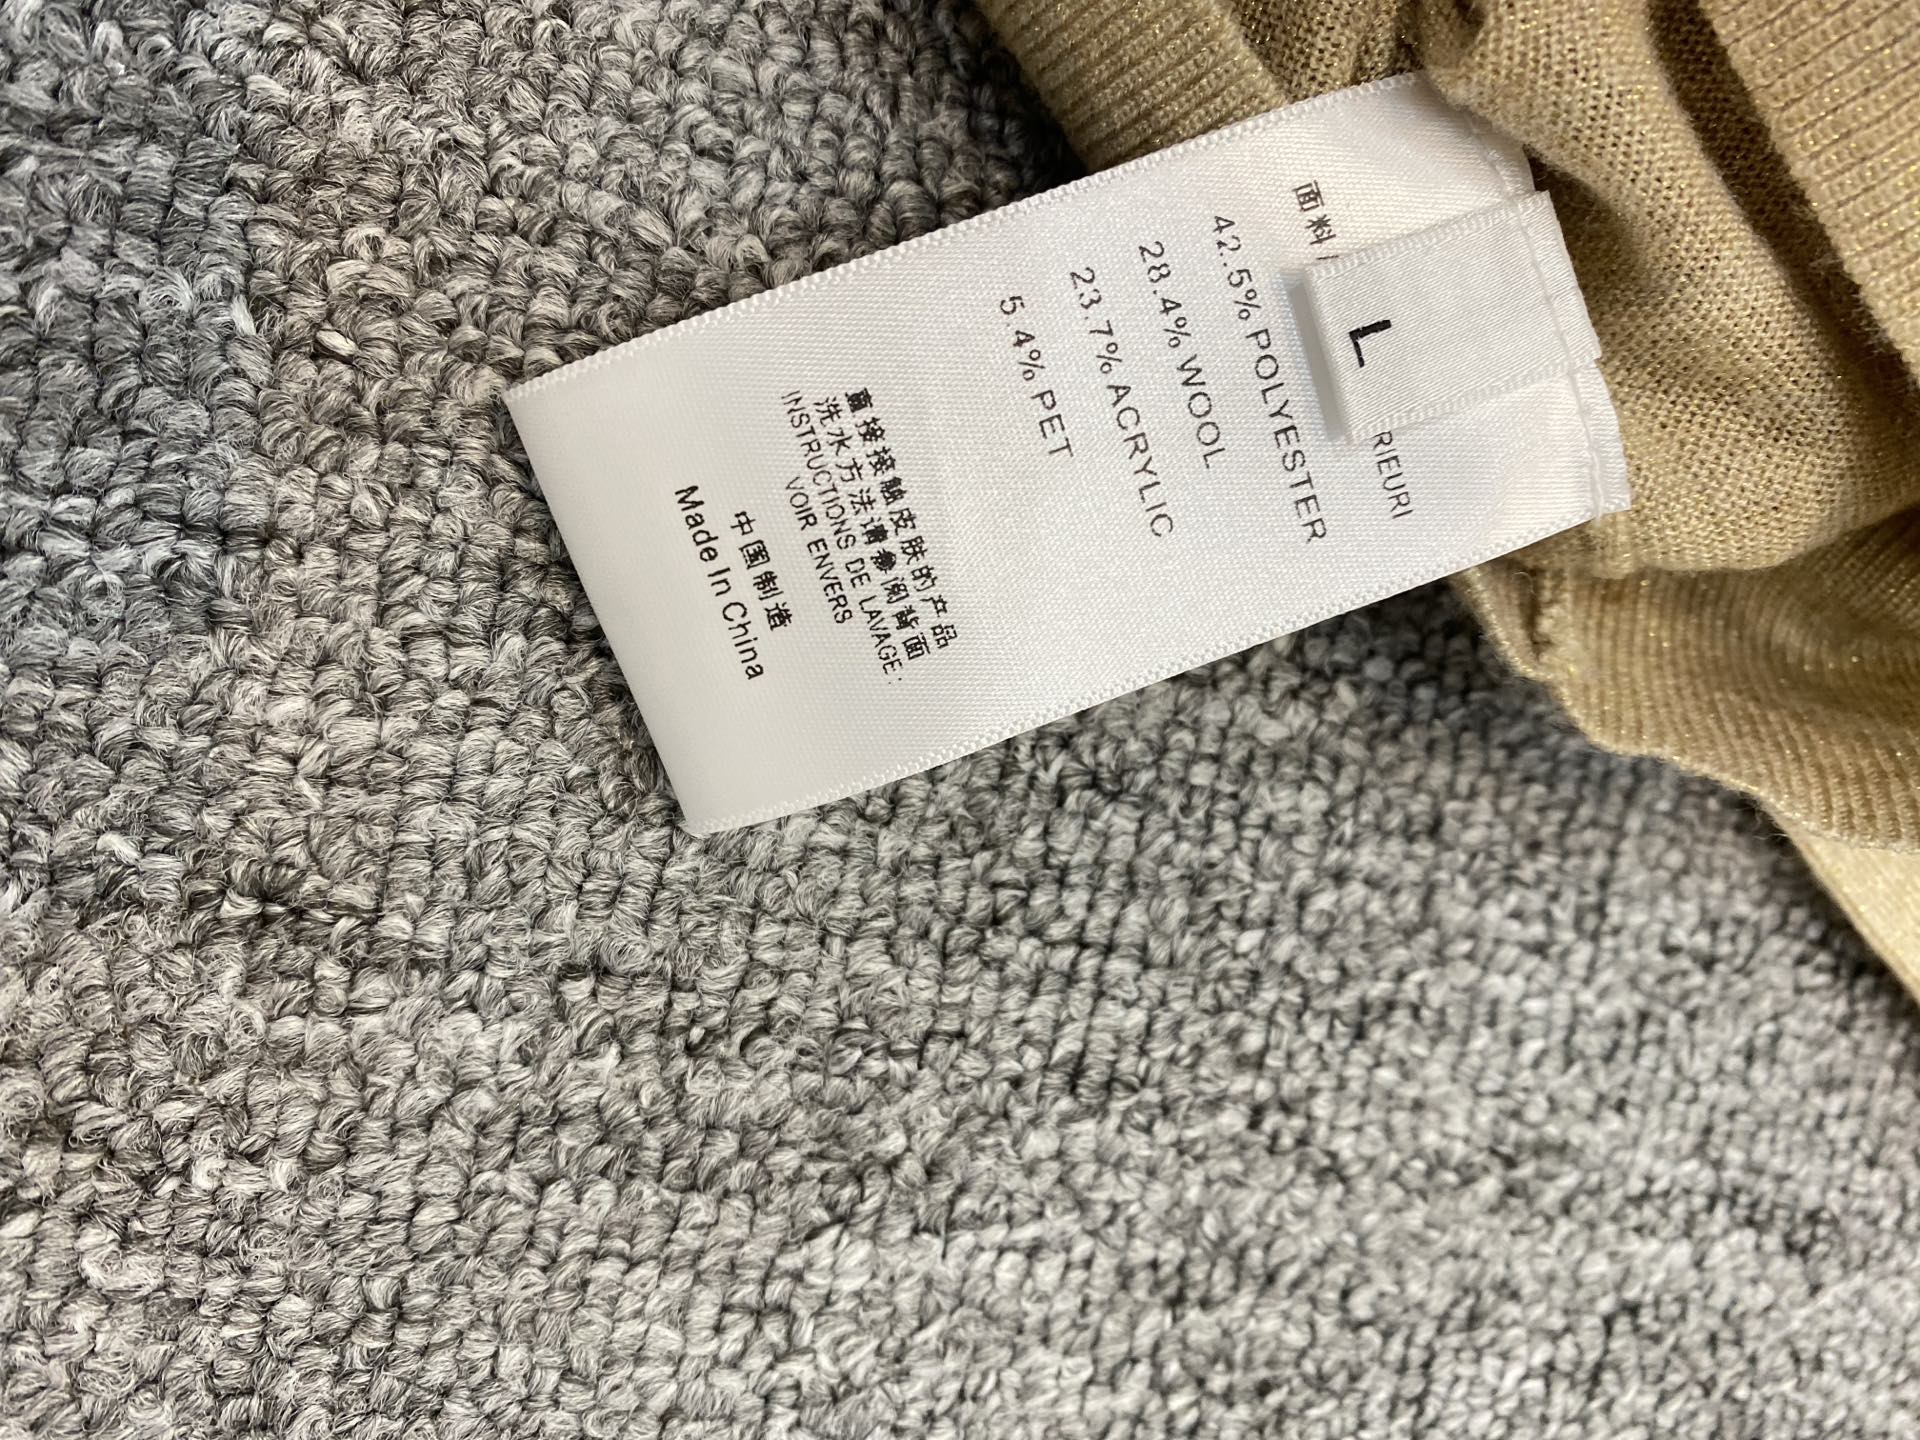 L
面料
RIEURI
42.5% POLYESTER
28.4% WOOL
23.7% ACRYLIC
5.4% PET
直接接触皮肤的产品
洗水方法请参阅背面
INSTRUCTIONS DE LAVAGE:
VOIR ENVERS
中国制造
Made In China